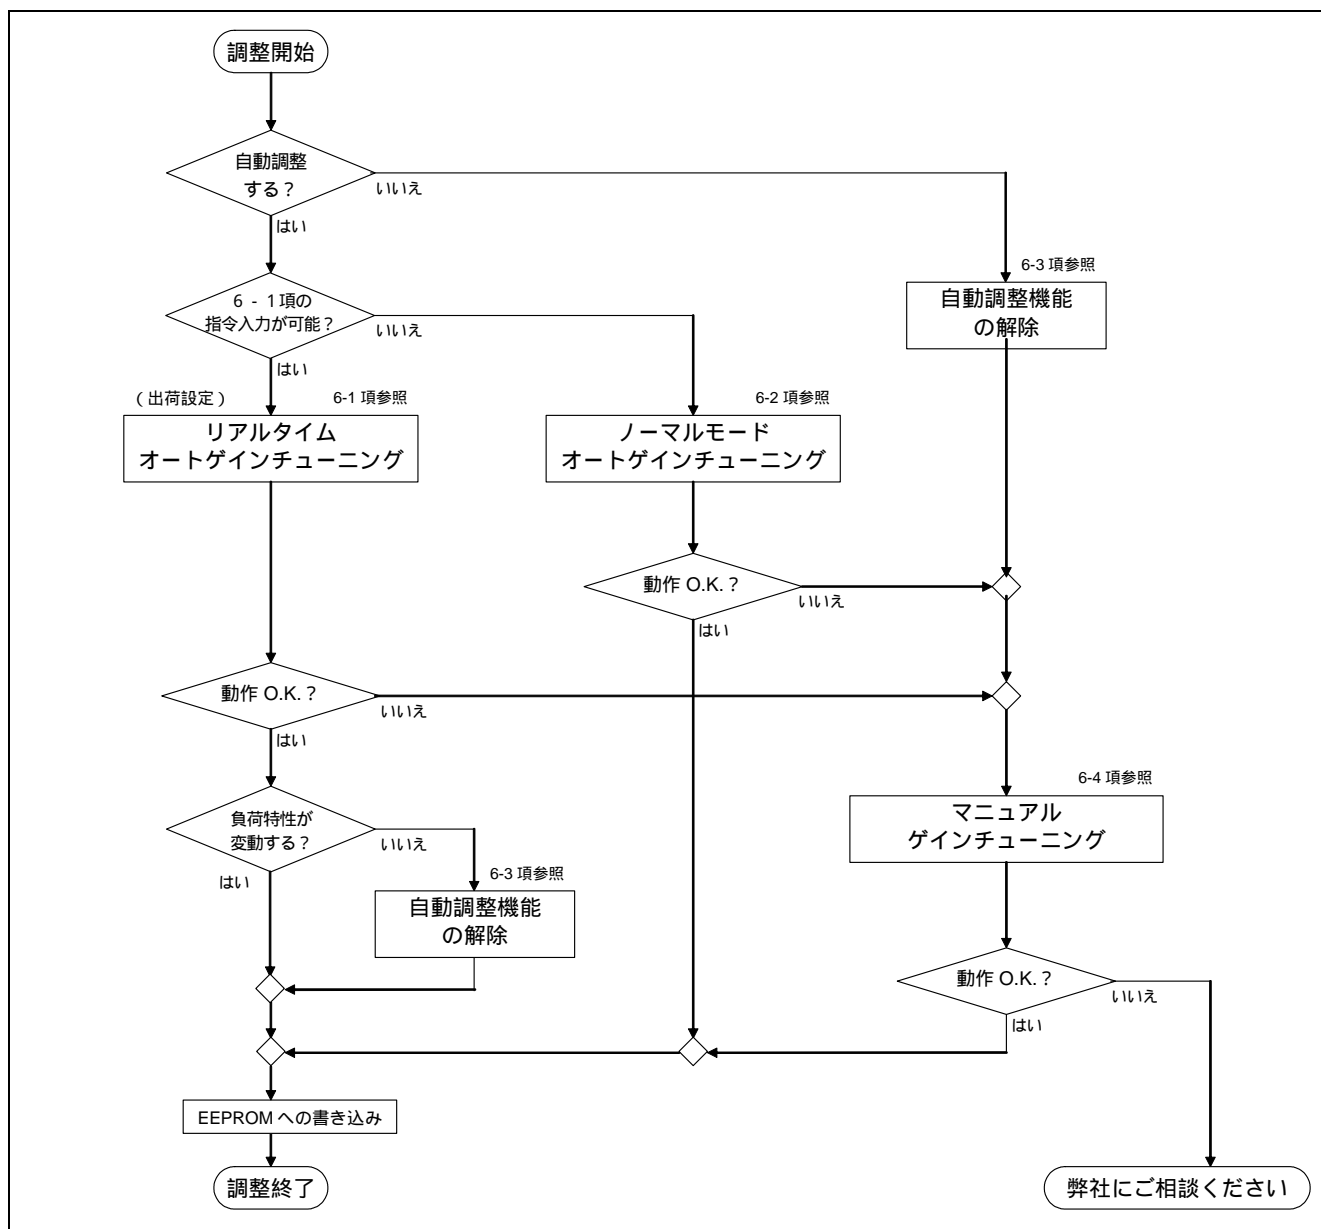 調整開始
自動調整
する？
いいえ
はい
6-3 項参照
6 - 1項の
指令入力が可能？
いいえ
はい
自動調整機能
の解除
（出荷設定）
6-1 項参照
6-2 項参照
リアルタイム
オートゲインチューニング
ノーマルモード
オートゲインチューニング
動作 O.K.？
いいえ
はい
動作 O.K.？
いいえ
はい
6-4 項参照
マニュアル
ゲインチューニング
負荷特性が
変動する？
いいえ
はい
6-3 項参照
自動調整機能
の解除
動作 O.K.？
いいえ
はい
EEPROM への書き込み
調整終了
弊社にご相談ください